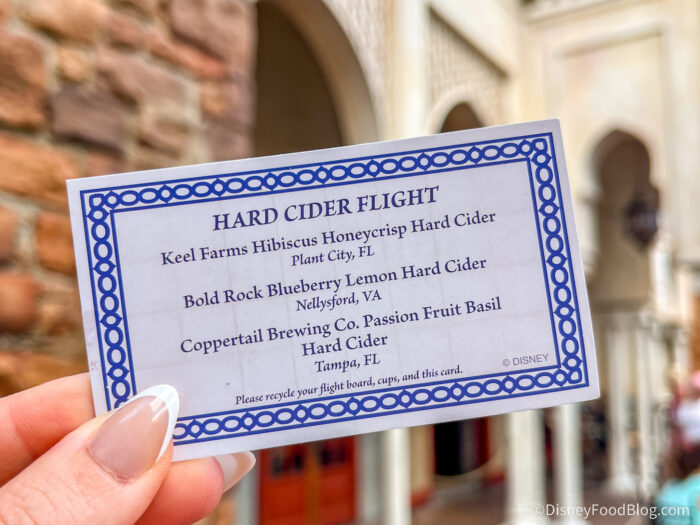 HARD CIDER FLIGHT
Keel Farms Hibiscus Honeycrisp Hard Cider
Plant City, FL
Bold Rock Blueberry Lemon Hard Cider
Nellysford, VA
Coppertail Brewing Co. Passion Fruit Basil
Hard Cider
Tampa, FL
Please recycle your flight board, cups, and this card.
© DISNEY
©DisneyFoodBlog.com